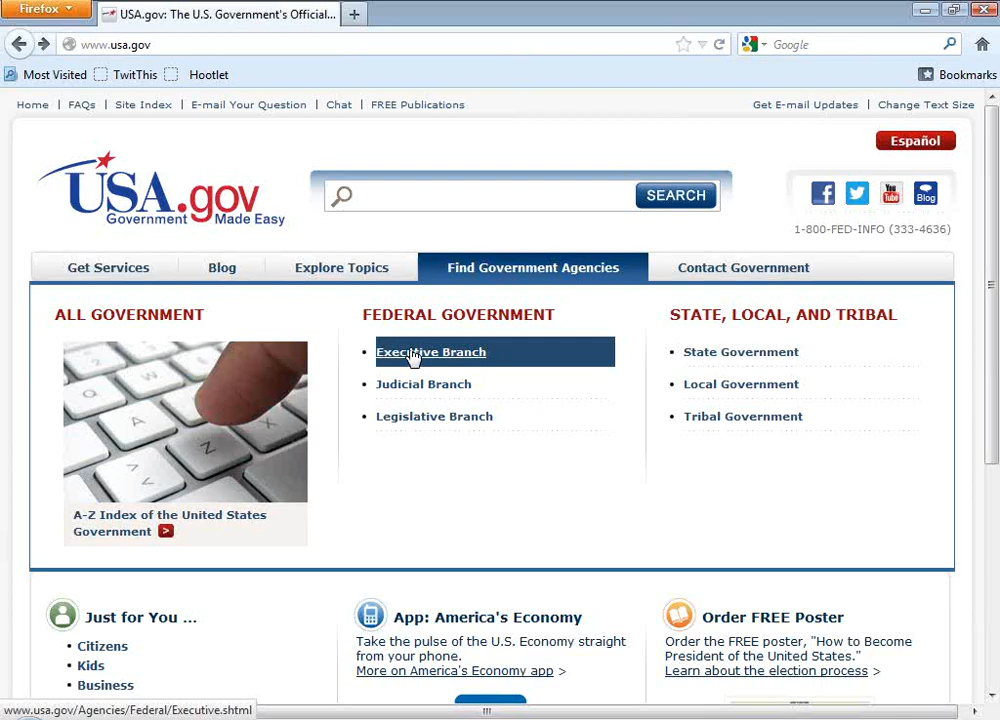 Firefox
USA.gov: The U.S. Government's Official...
www.usa.gov
Google
Most Visited
TwitThis
Hootlet
Bookmarks
Home | FAQs | Site Index | E-mail Your Question | Chat | FREE Publications
Get E-mail Updates | Change Text Size
Español
USA.gov
Government Made Easy
SEARCH
You Tube
Blog
1-800-FED-INFO (333-4636)
Get Services
Blog
Explore Topics
Find Government Agencies
Contact Government
ALL GOVERNMENT
Q
W
A
Z
X
A-Z Index of the United States
Government >
FEDERAL GOVERNMENT
• Executive Branch
• Judicial Branch
• Legislative Branch
STATE, LOCAL, AND TRIBAL
• State Government
• Local Government
• Tribal Government
Just for You ...
• Citizens
• Kids
• Business
App: America's Economy
Take the pulse of the U.S. Economy straight
from your phone.
More on America's Economy app >
Order FREE Poster
Order the FREE poster, "How to Become
President of the United States."
Learn about the election process >
www.usa.gov/Agencies/Federal/Executive.shtml